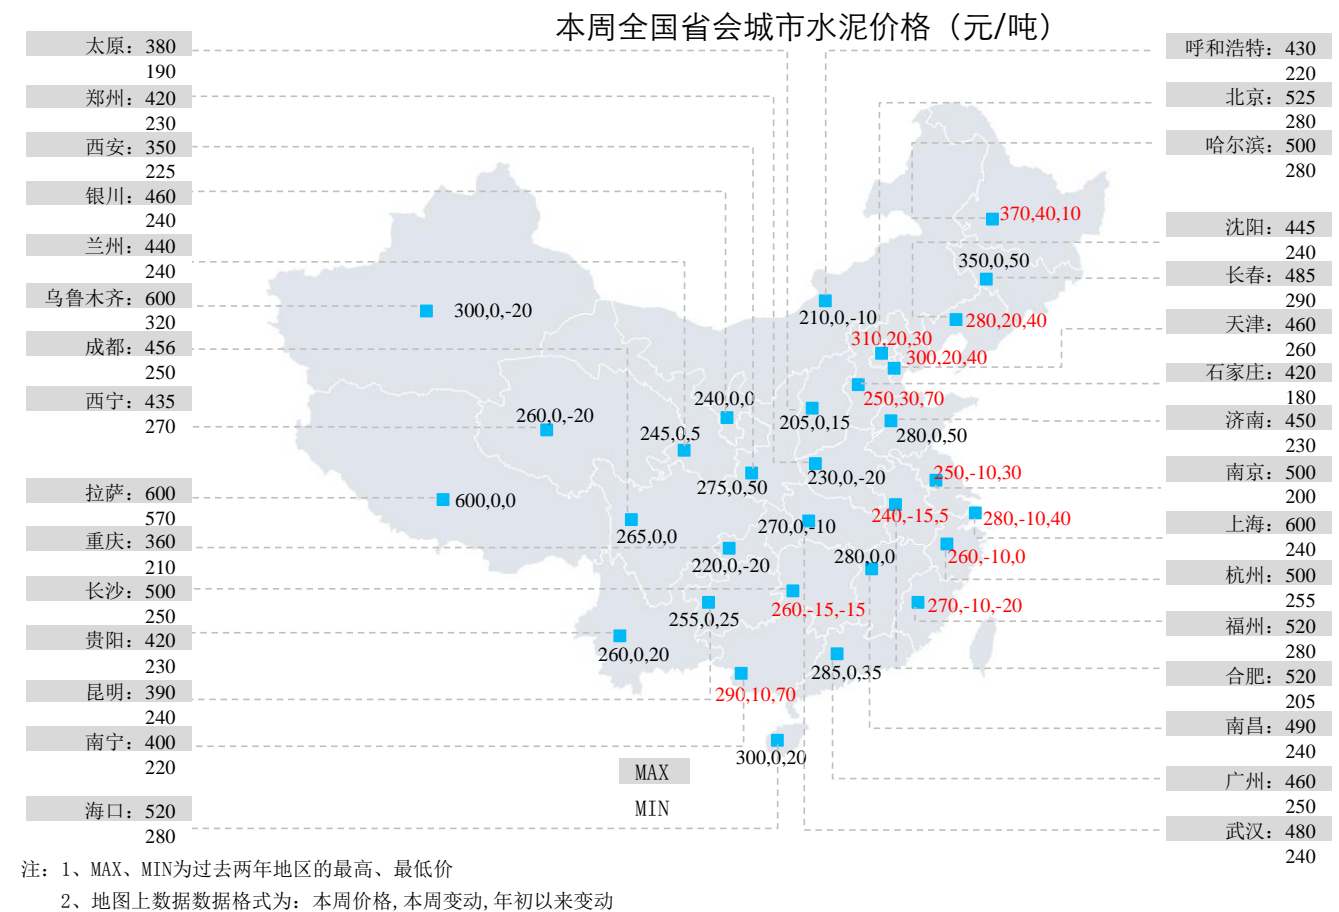 本周全国省会城市水泥价格（元/吨）
太原：380
190
郑州：420
230
西安：350
225
银川：460
240
兰州：440
240
乌鲁木齐：600
320
成都：456
250
西宁：435
270
拉萨：600
570
重庆：360
210
长沙：500
250
贵阳：420
230
昆明：390
240
南宁：400
220
海口：520
280
370,40,10
350,0,50
300,0,-20
210,0,-10
280,20,40
310,20,30
300,20,40
250,30,70
240,0,0
260,0,-20
205,0,15
245,0,5
280,0,50
230,0,-20
250,-10,30
275,0,50
600,0,0
240,-15,5
280,-10,40
270,0,-10
265,0,0
280,0,0
260,-10,0
220,0,-20
260,-15,-15
270,-10,-20
255,0,25
260,0,20
285,0,35
290,10,70
300,0,20
MAX
MIN
呼和浩特：430
220
北京：525
280
哈尔滨：500
280
沈阳：445
240
长春：485
290
天津：460
260
石家庄：420
180
济南：450
230
南京：500
200
上海：600
240
杭州：500
255
福州：520
280
合肥：520
205
南昌：490
240
广州：460
250
武汉：480
240
注：1、MAX、MIN为过去两年地区的最高、最低价
2、地图上数据数据格式为：本周价格,本周变动,年初以来变动